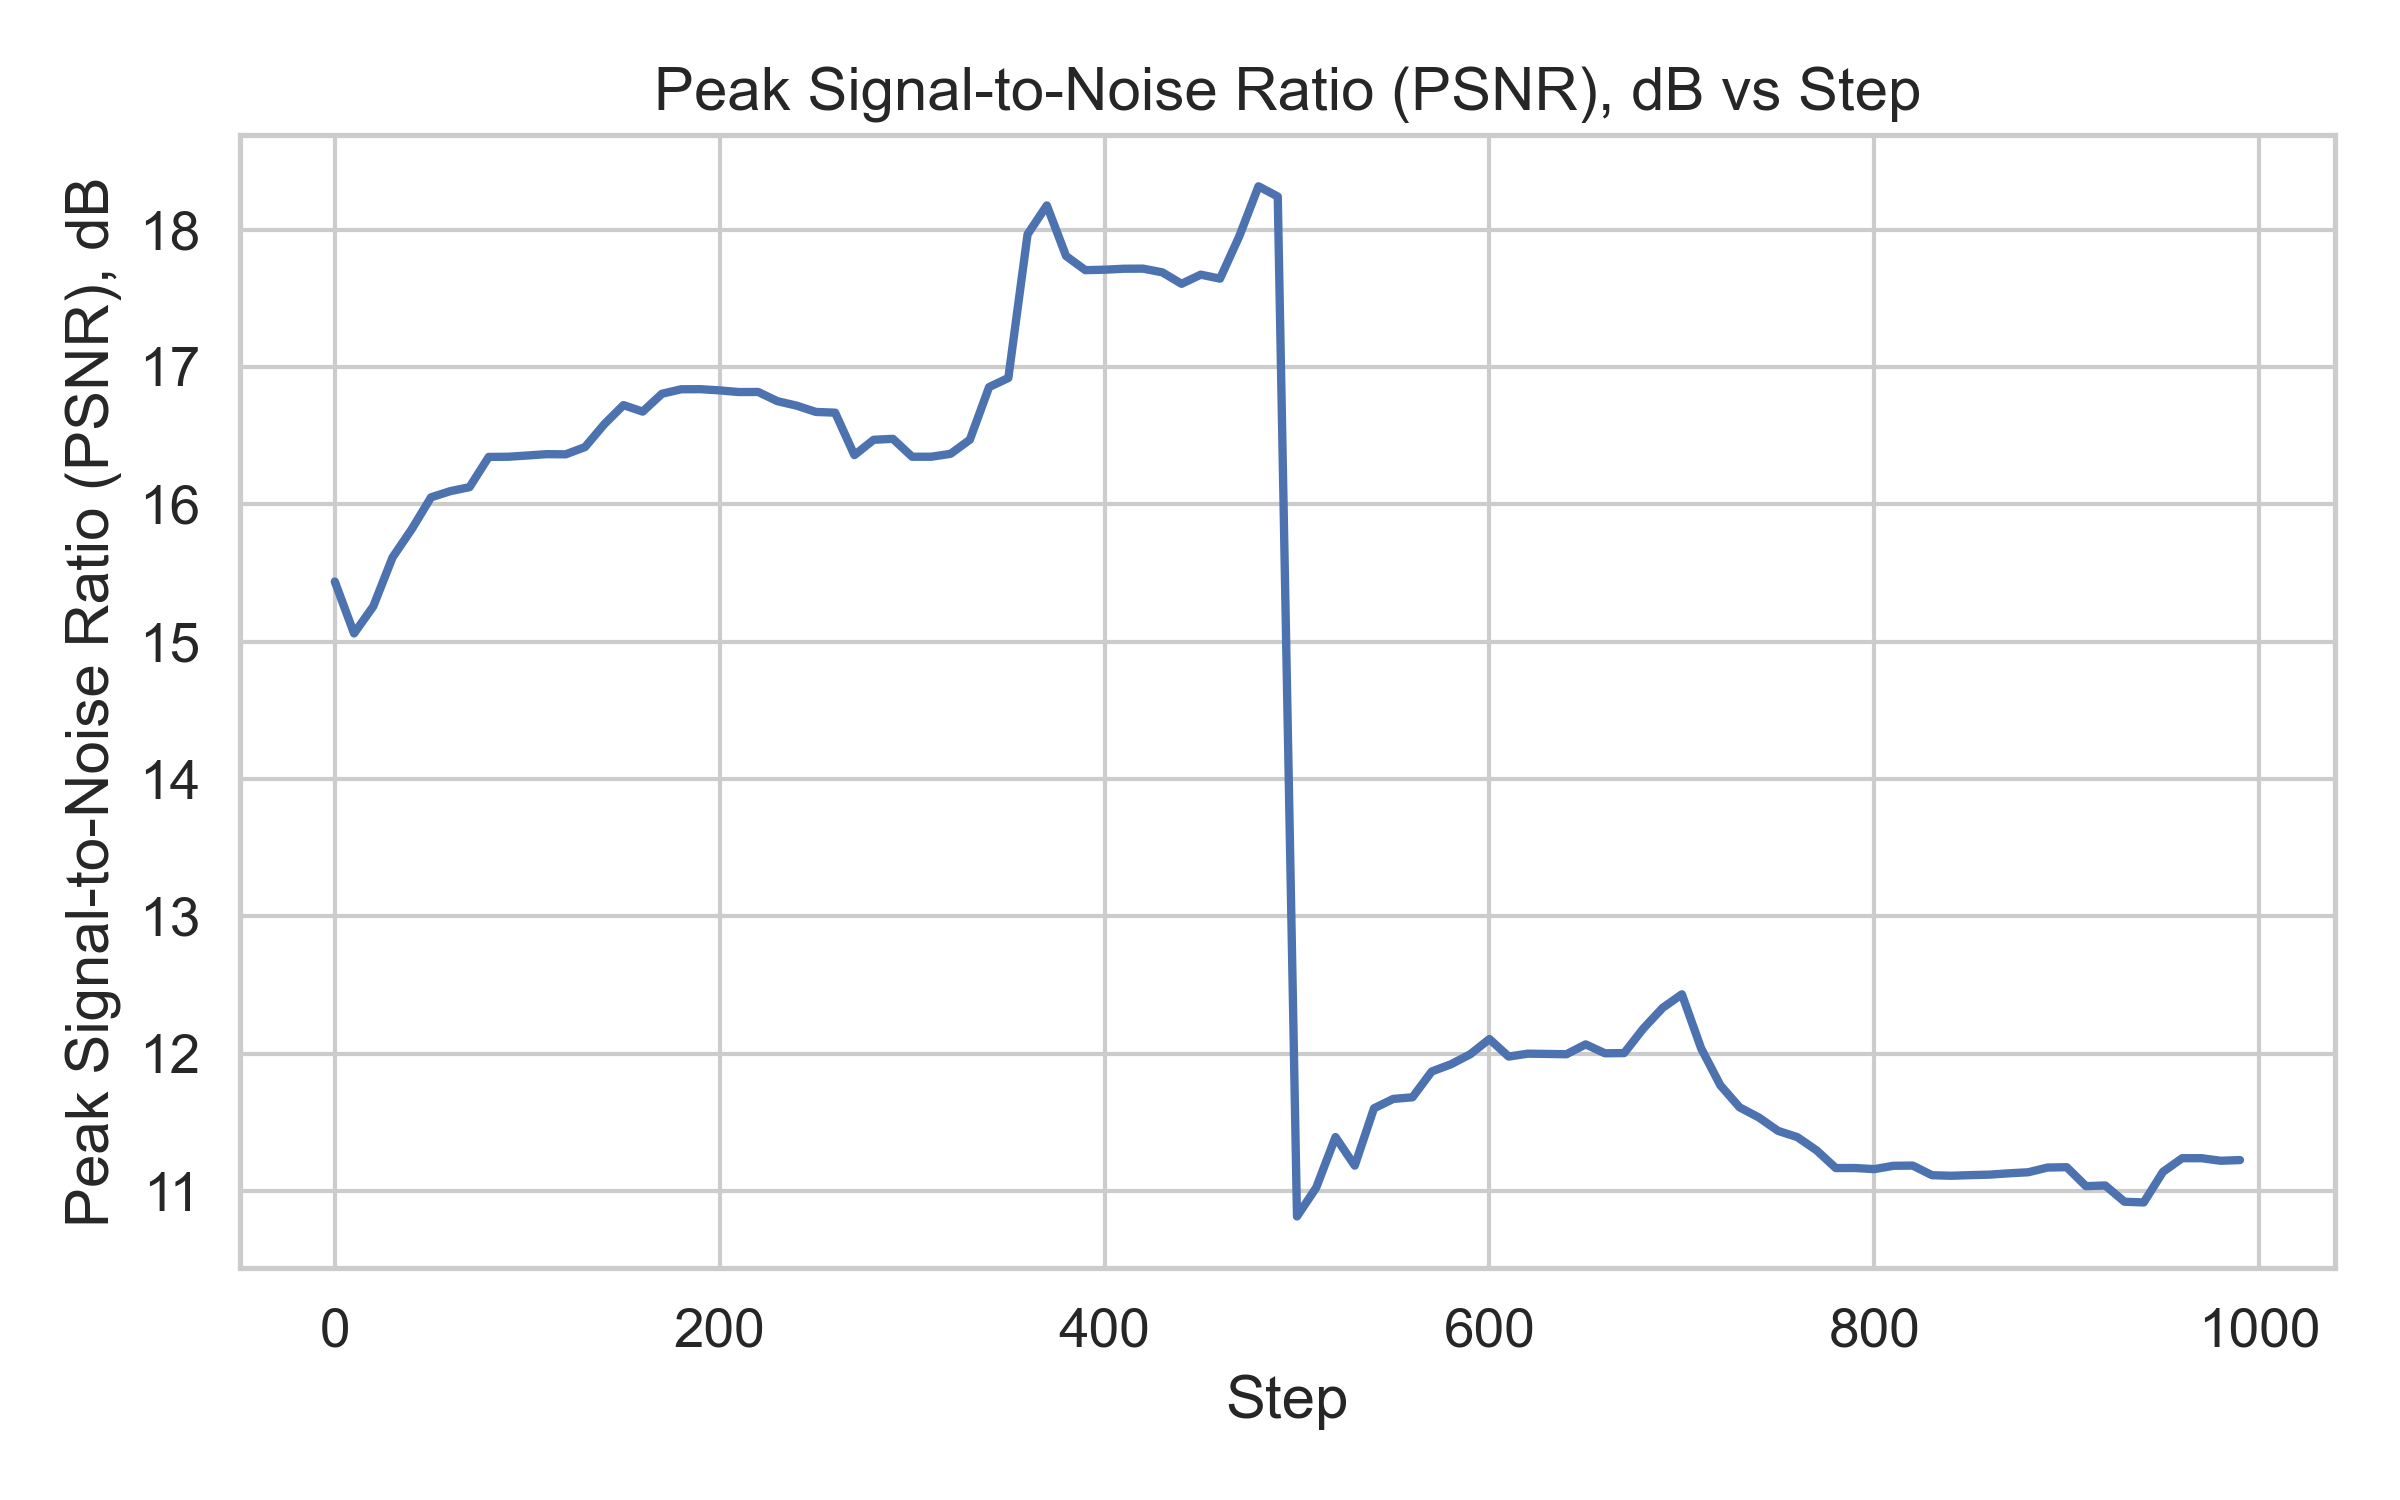 Peak Signal-to-Noise Ratio (PSNR), dB vs Step
Peak Signal-to-Noise Ratio (PSNR), dB
18
17
16
15
14
13
12
11
0 200 400 600 800 1000
Step